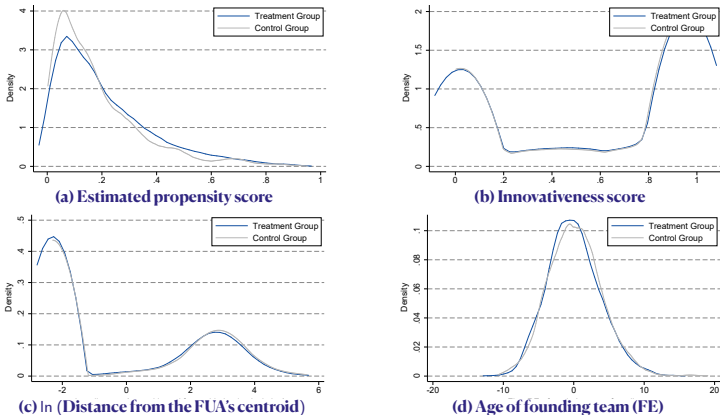 4
3
2
1
0
Density
0
.2
.4
.6
.8
1
Treatment Group
Control Group
(a) Estimated propensity score
2
1.5
1
.5
0
Density
0
.2
.4
.6
.8
1
Treatment Group
Control Group
(b) Innovativeness score
.5
.4
.3
.2
.1
0
Density
-2
0
2
4
6
Treatment Group
Control Group
(c) ln (Distance from the FUA's centroid)
.1
.08
.06
.04
.02
0
Density
-20
-10
0
10
20
Treatment Group
Control Group
(d) Age of founding team (FE)